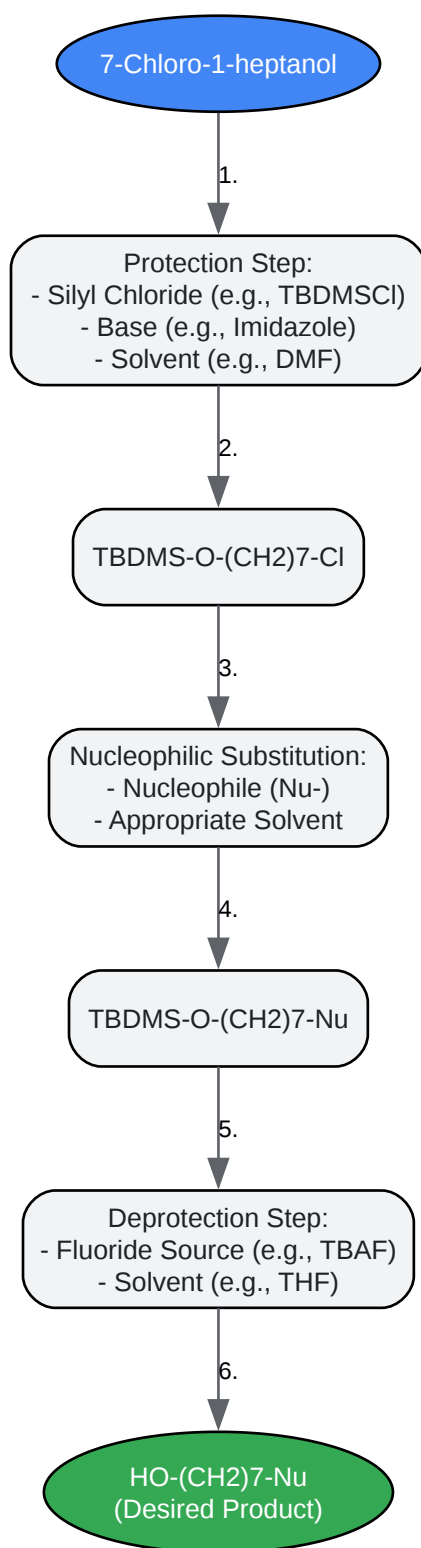 7-Chloro-1-heptanol
1.
Protection Step:
- Silyl Chloride (e.g., TBDMSCl)
- Base (e.g., Imidazole)
- Solvent (e.g., DMF)
2.
TBDMS-O-(CH2)7-Cl
3.
Nucleophilic Substitution:
- Nucleophile (Nu-)
- Appropriate Solvent
4.
TBDMS-O-(CH2)7-Nu
5.
Deprotection Step:
- Fluoride Source (e.g., TBAF)
- Solvent (e.g., THF)
6.
HO-(CH2)7-Nu
(Desired Product)